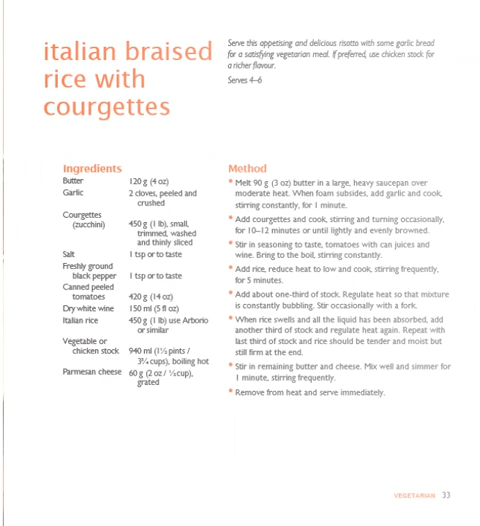 italian braised
rice with
courgettes
Serve this appetising and delicious risotto with some garlic bread
for a satisfying vegetarian meal. If preferred, use chicken stock for
a richer flavour.
Serves 4–6
Ingredients
Butter 120 g (4 oz)
Garlic 2 cloves, peeled and
crushed
Courgettes
(zucchini) 450 g (1 lb), small,
trimmed, washed
and thinly sliced
Salt 1 tsp or to taste
Freshly ground
black pepper 1 tsp or to taste
Canned peeled
tomatoes 420 g (14 oz)
Dry white wine 150 ml (5 fl oz)
Italian rice 450 g (1 lb) use Arborio
or similar
Vegetable or
chicken stock 940 ml (1½ pints /
3¾ cups), boiling hot
Parmesan cheese 60 g (2 oz / ½ cup),
grated
Method
* Melt 90 g (3 oz) butter in a large, heavy saucepan over
moderate heat. When foam subsides, add garlic and cook,
stirring constantly, for 1 minute.
* Add courgettes and cook, stirring and turning occasionally,
for 10–12 minutes or until lightly and evenly browned.
* Stir in seasoning to taste, tomatoes with can juices and
wine. Bring to the boil, stirring constantly.
* Add rice, reduce heat to low and cook, stirring frequently,
for 5 minutes.
* Add about one-third of stock. Regulate heat so that mixture
is constantly bubbling. Stir occasionally with a fork.
* When rice swells and all the liquid has been absorbed, add
another third of stock and regulate heat again. Repeat with
last third of stock and rice should be tender and moist but
still firm at the end.
* Stir in remaining butter and cheese. Mix well and simmer for
1 minute, stirring frequently.
* Remove from heat and serve immediately.
VEGETARIAN 33